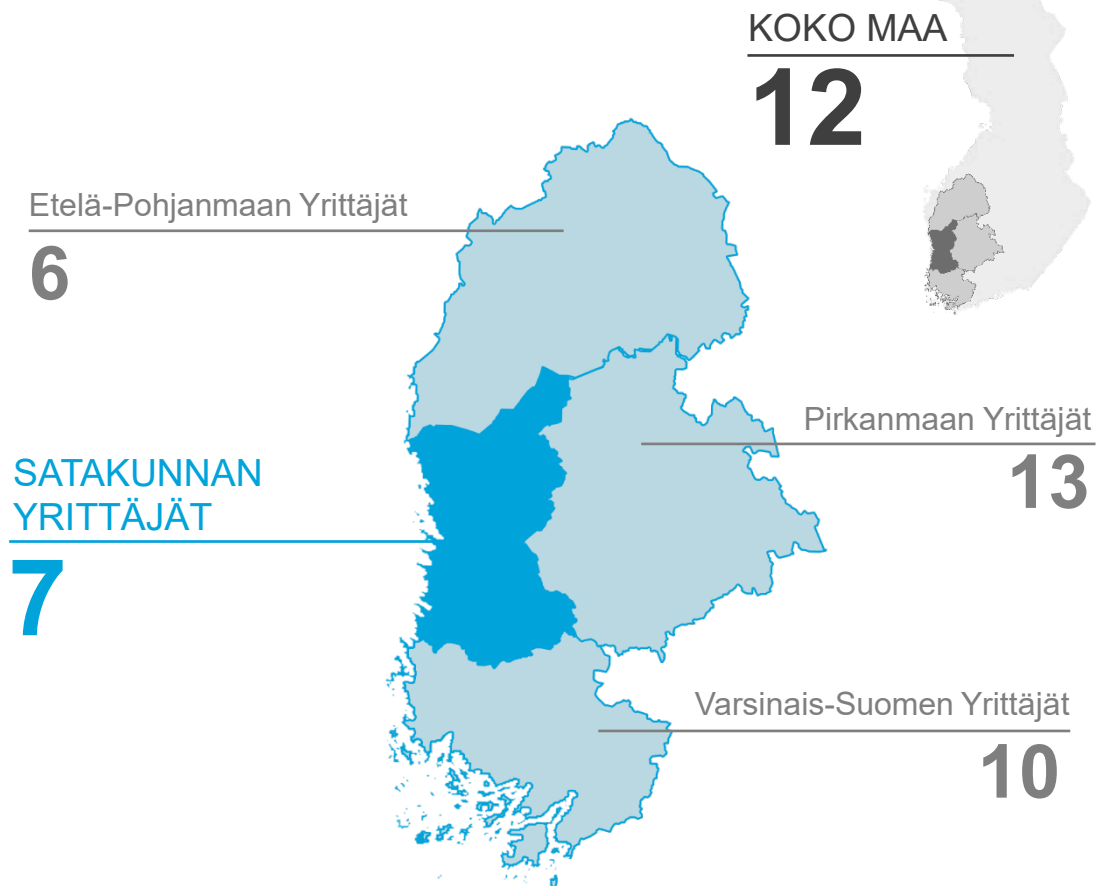 KOKO MAA
12
Etelä-Pohjanmaan Yrittäjät
6
Pirkanmaan Yrittäjät
13
SATAKUNNAN
YRITTÄJÄT
7
Varsinais-Suomen Yrittäjät
10